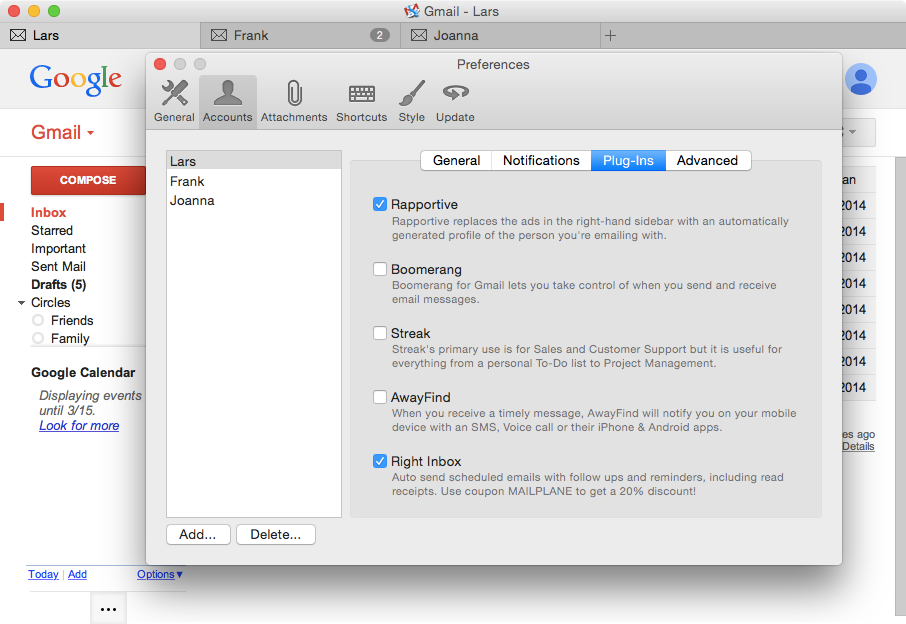 Gmail - Lars
Lars
Frank
2
Joanna
Google
Gmail
COMPOSE
Inbox
Starred
Important
Sent Mail
Drafts (5)
Circles
Friends
Family
Google Calendar
Displaying events
until 3/15.
Look for more
Today | Add
Options
Preferences
General
Accounts
Attachments
Shortcuts
Style
Update
Lars
Frank
Joanna
Add...
Delete...
General
Notifications
Plug-Ins
Advanced
Rapportive
Rapportive replaces the ads in the right-hand sidebar with an automatically
generated profile of the person you're emailing with.
Boomerang
Boomerang for Gmail lets you take control of when you send and receive
email messages.
Streak
Streak's primary use is for Sales and Customer Support but it is useful for
everything from a personal To-Do list to Project Management.
AwayFind
When you receive a timely message, AwayFind will notify you on your mobile
device with an SMS, Voice call or their iPhone & Android apps.
Right Inbox
Auto send scheduled emails with follow ups and reminders, including read
receipts. Use coupon MAILPLANE to get a 20% discount!
an
2014
2014
2014
2014
2014
2014
2014
2014
es ago
Details